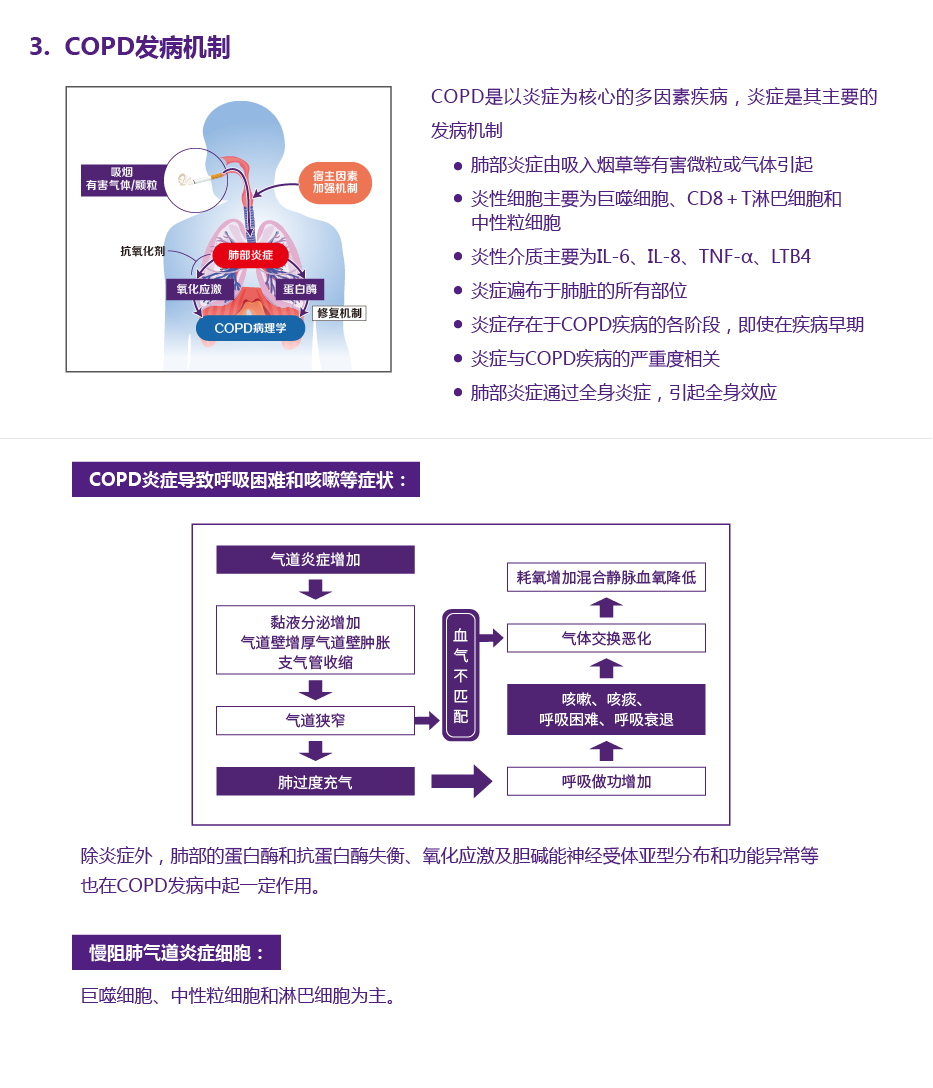 3. COPD发病机制
吸烟
有害气体/颗粒
宿主因素
加强机制
抗氧化剂
肺部炎症
氧化应激
蛋白酶
修复机制
COPD病理学
COPD是以炎症为核心的多因素疾病，炎症是其主要的
发病机制
● 肺部炎症由吸入烟草等有害微粒或气体引起
● 炎性细胞主要为巨噬细胞、CD8＋T淋巴细胞和
中性粒细胞
● 炎性介质主要为IL-6、IL-8、TNF-α、LTB4
● 炎症遍布于肺脏的所有部位
● 炎症存在于COPD疾病的各阶段，即使在疾病早期
● 炎症与COPD疾病的严重度相关
● 肺部炎症通过全身炎症，引起全身效应
COPD炎症导致呼吸困难和咳嗽等症状：
气道炎症增加
黏液分泌增加
气道壁增厚气道壁肿胀
支气管收缩
气道狭窄
肺过度充气
血气不匹配
耗氧增加混合静脉血氧降低
气体交换恶化
咳嗽、咳痰、
呼吸困难、呼吸衰退
呼吸做功增加
除炎症外，肺部的蛋白酶和抗蛋白酶失衡、氧化应激及胆碱能神经受体亚型分布和功能异常等
也在COPD发病中起一定作用。
慢阻肺气道炎症细胞：
巨噬细胞、中性粒细胞和淋巴细胞为主。